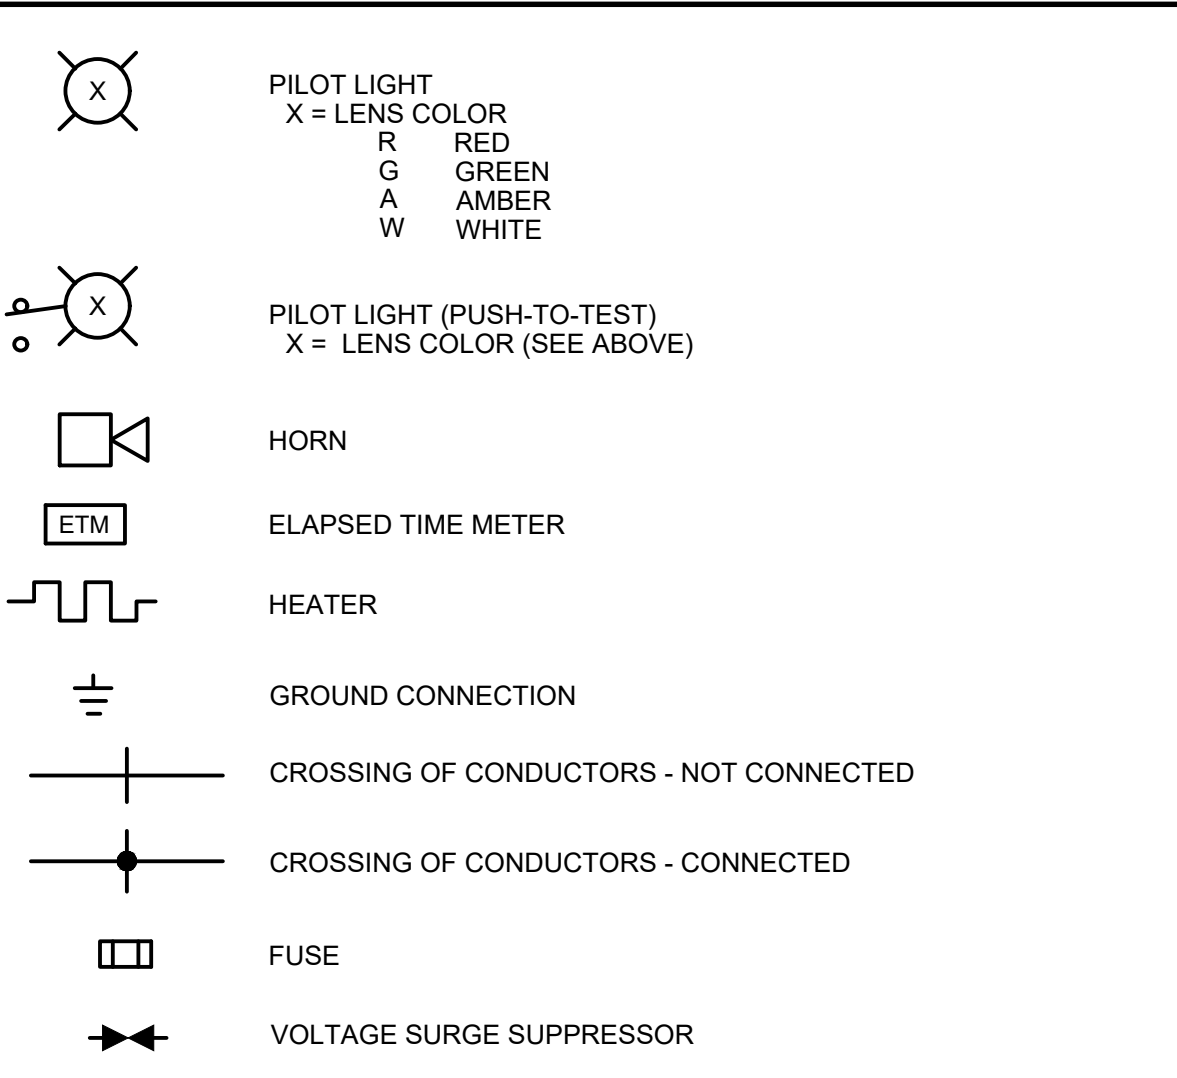 X
PILOT LIGHT
X = LENS COLOR
R RED
G GREEN
A AMBER
W WHITE
X
PILOT LIGHT (PUSH-TO-TEST)
X = LENS COLOR (SEE ABOVE)
HORN
ETM
ELAPSED TIME METER
HEATER
GROUND CONNECTION
CROSSING OF CONDUCTORS - NOT CONNECTED
CROSSING OF CONDUCTORS - CONNECTED
FUSE
VOLTAGE SURGE SUPPRESSOR